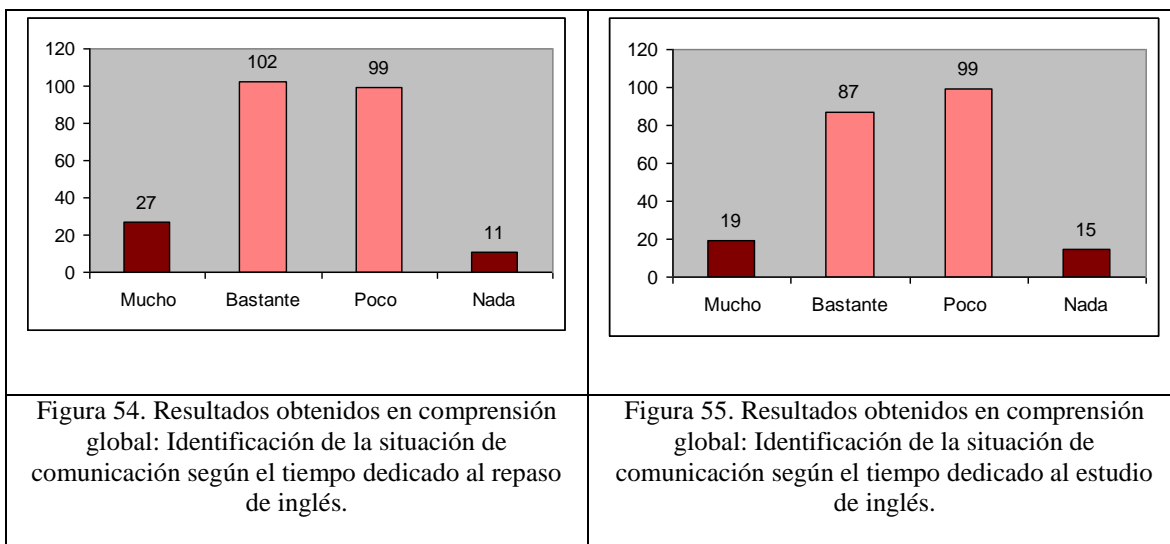 120
100
80
60
40
20
0
27
102
99
11
Mucho Bastante Poco Nada
120
100
80
60
40
20
0
19
87
99
15
Mucho Bastante Poco Nada
Figura 54. Resultados obtenidos en comprensión
global: Identificación de la situación de
comunicación según el tiempo dedicado al repaso
de inglés.
Figura 55. Resultados obtenidos en comprensión
global: Identificación de la situación de
comunicación según el tiempo dedicado al estudio
de inglés.